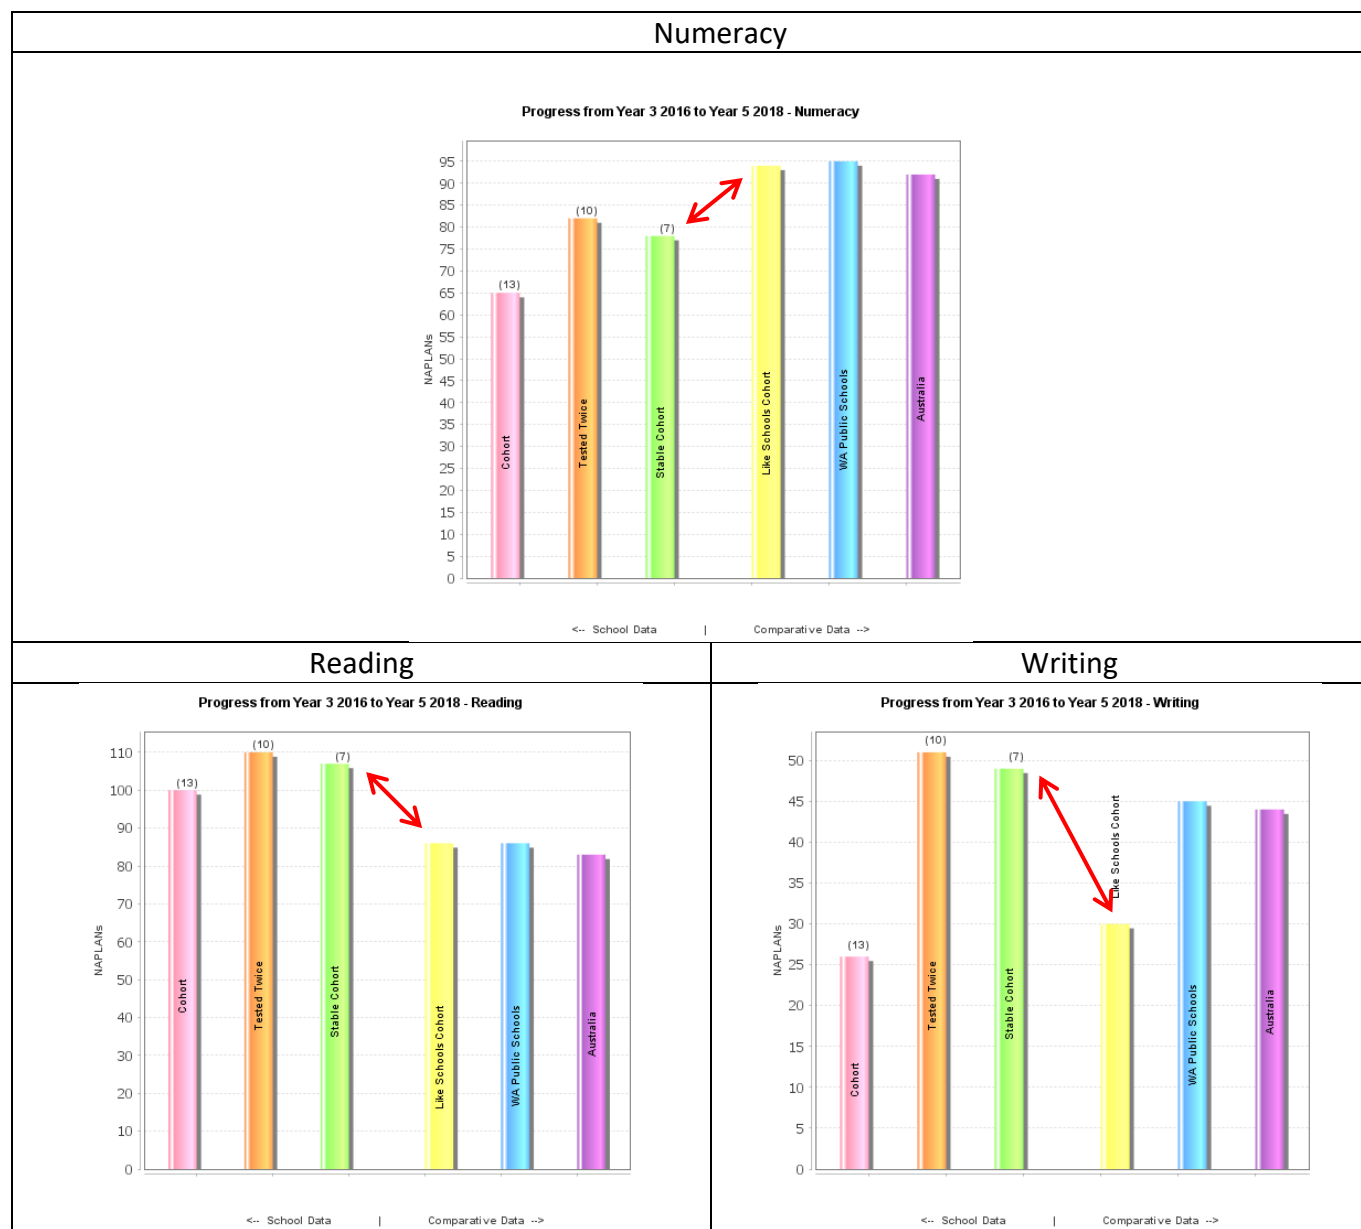 Numeracy
Progress from Year 3 2016 to Year 5 2018 - Numeracy
NAPLANs
95
90
85
80
75
70
65
60
55
50
45
40
35
30
25
20
15
10
5
0
(13)
(10)
(7)
Cohort
Tested Twice
Stable Cohort
Like Schools Cohort
WA Public Schools
Australia
<-- School Data | Comparative Data -->
Reading
Progress from Year 3 2016 to Year 5 2018 - Reading
NAPLANs
110
100
90
80
70
60
50
40
30
20
10
0
(13)
(10)
(7)
Cohort
Tested Twice
Stable Cohort
Like Schools Cohort
WA Public Schools
Australia
<-- School Data | Comparative Data -->
Writing
Progress from Year 3 2016 to Year 5 2018 - Writing
NAPLANs
50
45
40
35
30
25
20
15
10
5
0
(13)
(10)
(7)
Cohort
Tested Twice
Stable Cohort
Like Schools Cohort
WA Public Schools
Australia
<-- School Data | Comparative Data -->